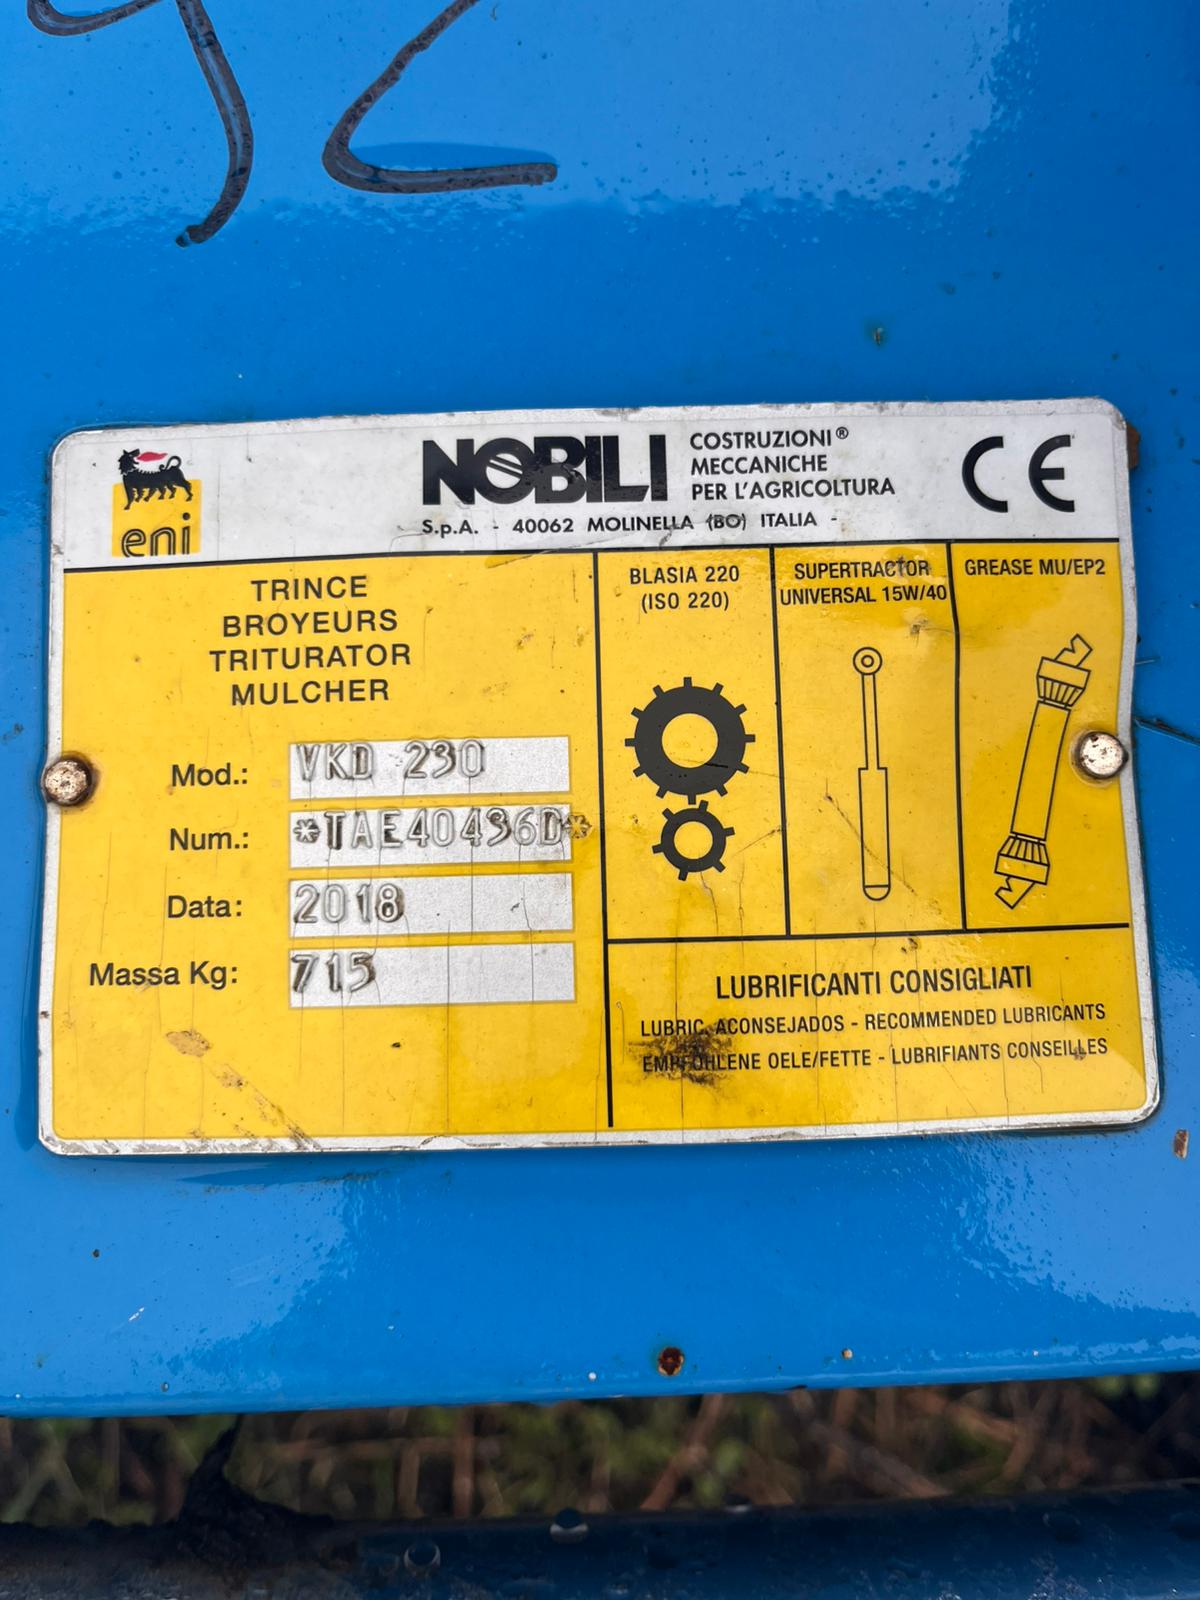 92
eni
NOBILI
COSTRUZIONI®
MECCANICHE
PER L'AGRICOLTURA
S.p.A. - 40062 MOLINELLA (BO) ITALIA -
CE
TRINCE
BROYEURS
TRITURATOR
MULCHER
Mod.: VKD 230
Num.: *TAE40436D*
Data: 2018
Massa Kg: 715
BLASIA 220
(ISO 220)
SUPERTRACTOR
UNIVERSAL 15W/40
GREASE MU/EP2
LUBRIFICANTI CONSIGLIATI
LUBRIC. ACONSEJADOS - RECOMMENDED LUBRICANTS
EMPFOHLENE OELE/FETTE - LUBRIFIANTS CONSEILLES